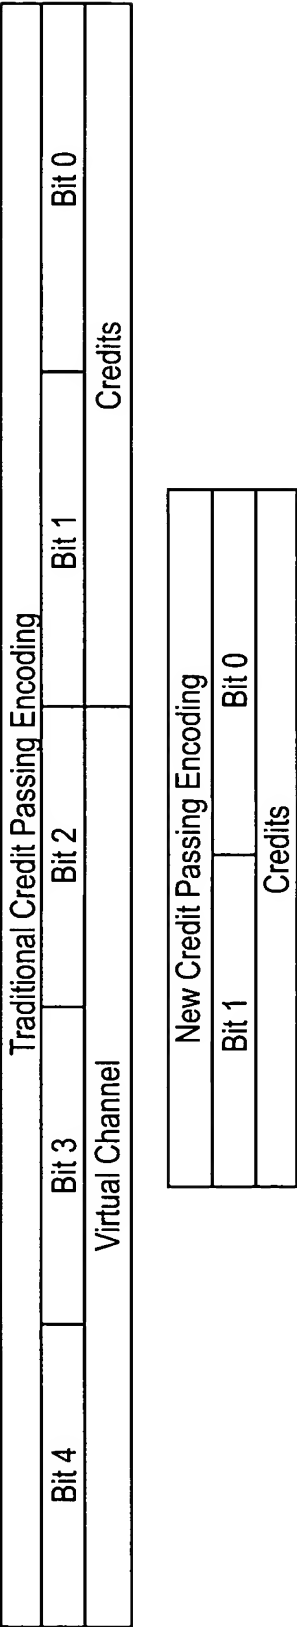 Traditional Credit Passing Encoding
Bit 4 Bit 3 Bit 2 Bit 1 Bit 0
Virtual Channel Credits
New Credit Passing Encoding
Bit 1 Bit 0
Credits